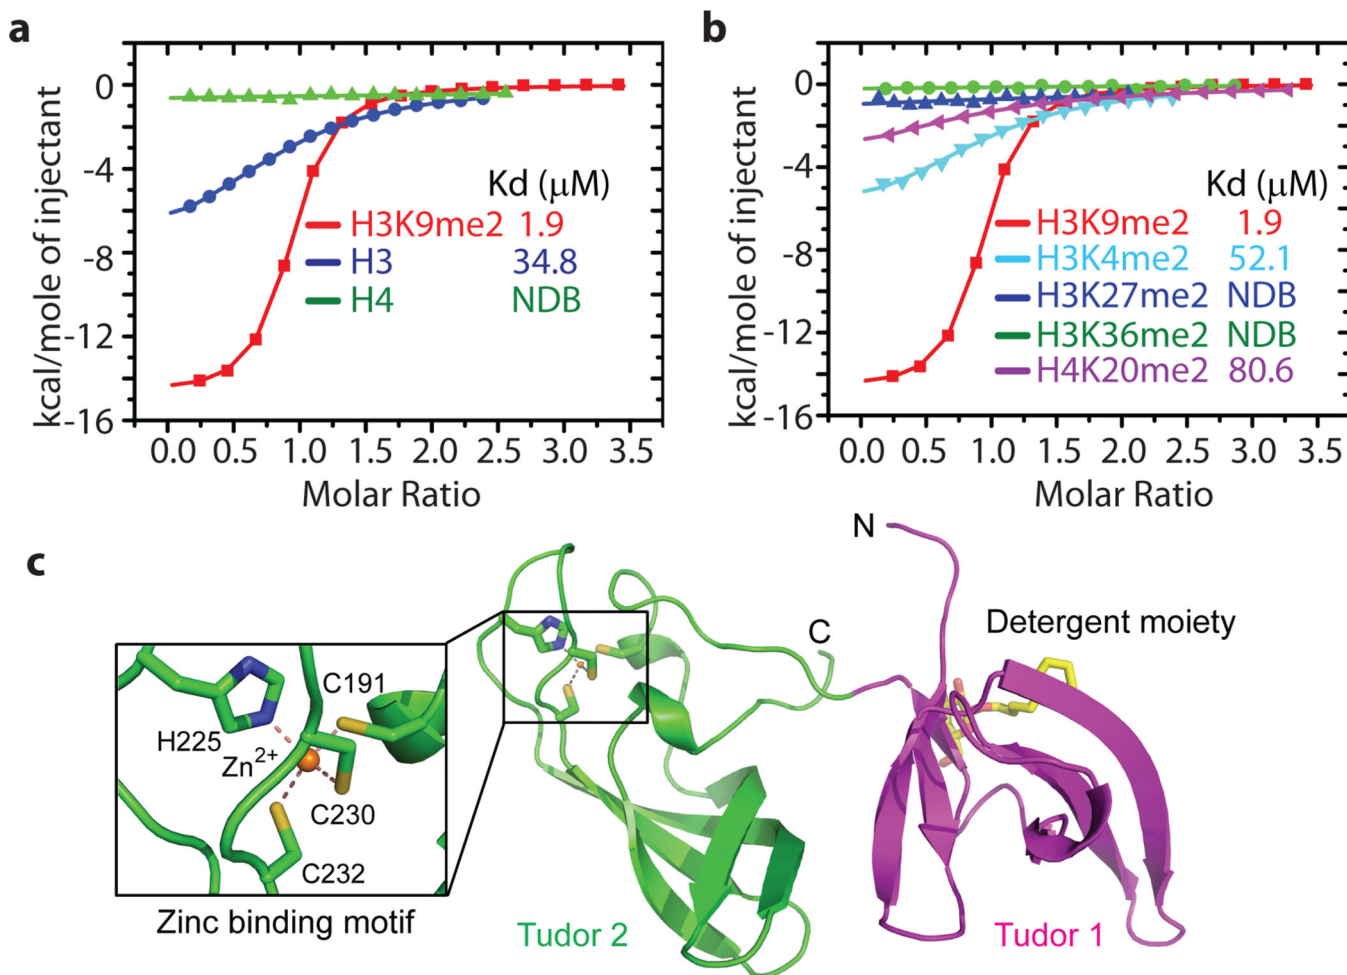 a
kcal/mole of injectant
0
-4
-8
-12
-16
Kd (μM)
H3K9me2 1.9
H3 34.8
H4 NDB
0.0 0.5 1.0 1.5 2.0 2.5 3.0 3.5
Molar Ratio
b
kcal/mole of injectant
0
-4
-8
-12
-16
Kd (μM)
H3K9me2 1.9
H3K4me2 52.1
H3K27me2 NDB
H3K36me2 NDB
H4K20me2 80.6
0.0 0.5 1.0 1.5 2.0 2.5 3.0 3.5
Molar Ratio
c
N
C
Detergent moiety
C191
H225
Zn²⁺
C230
C232
Zinc binding motif
Tudor 2
Tudor 1